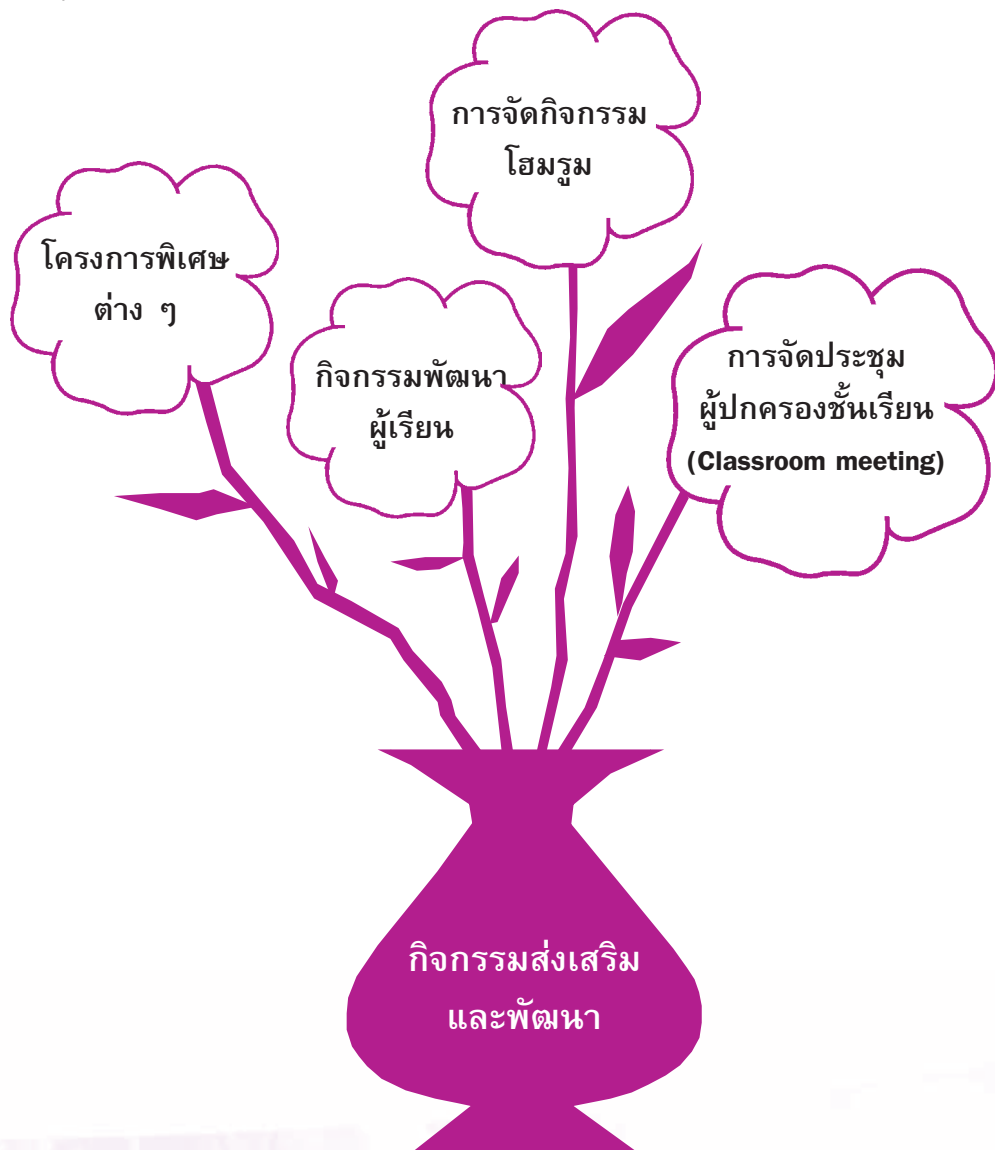 การจัดกิจกรรม
โฮมรูม
โครงการพิเศษ
ต่าง ๆ
กิจกรรมพัฒนา
ผู้เรียน
การจัดประชุม
ผู้ปกครองชั้นเรียน
(Classroom meeting)
กิจกรรมส่งเสริม
และพัฒนา